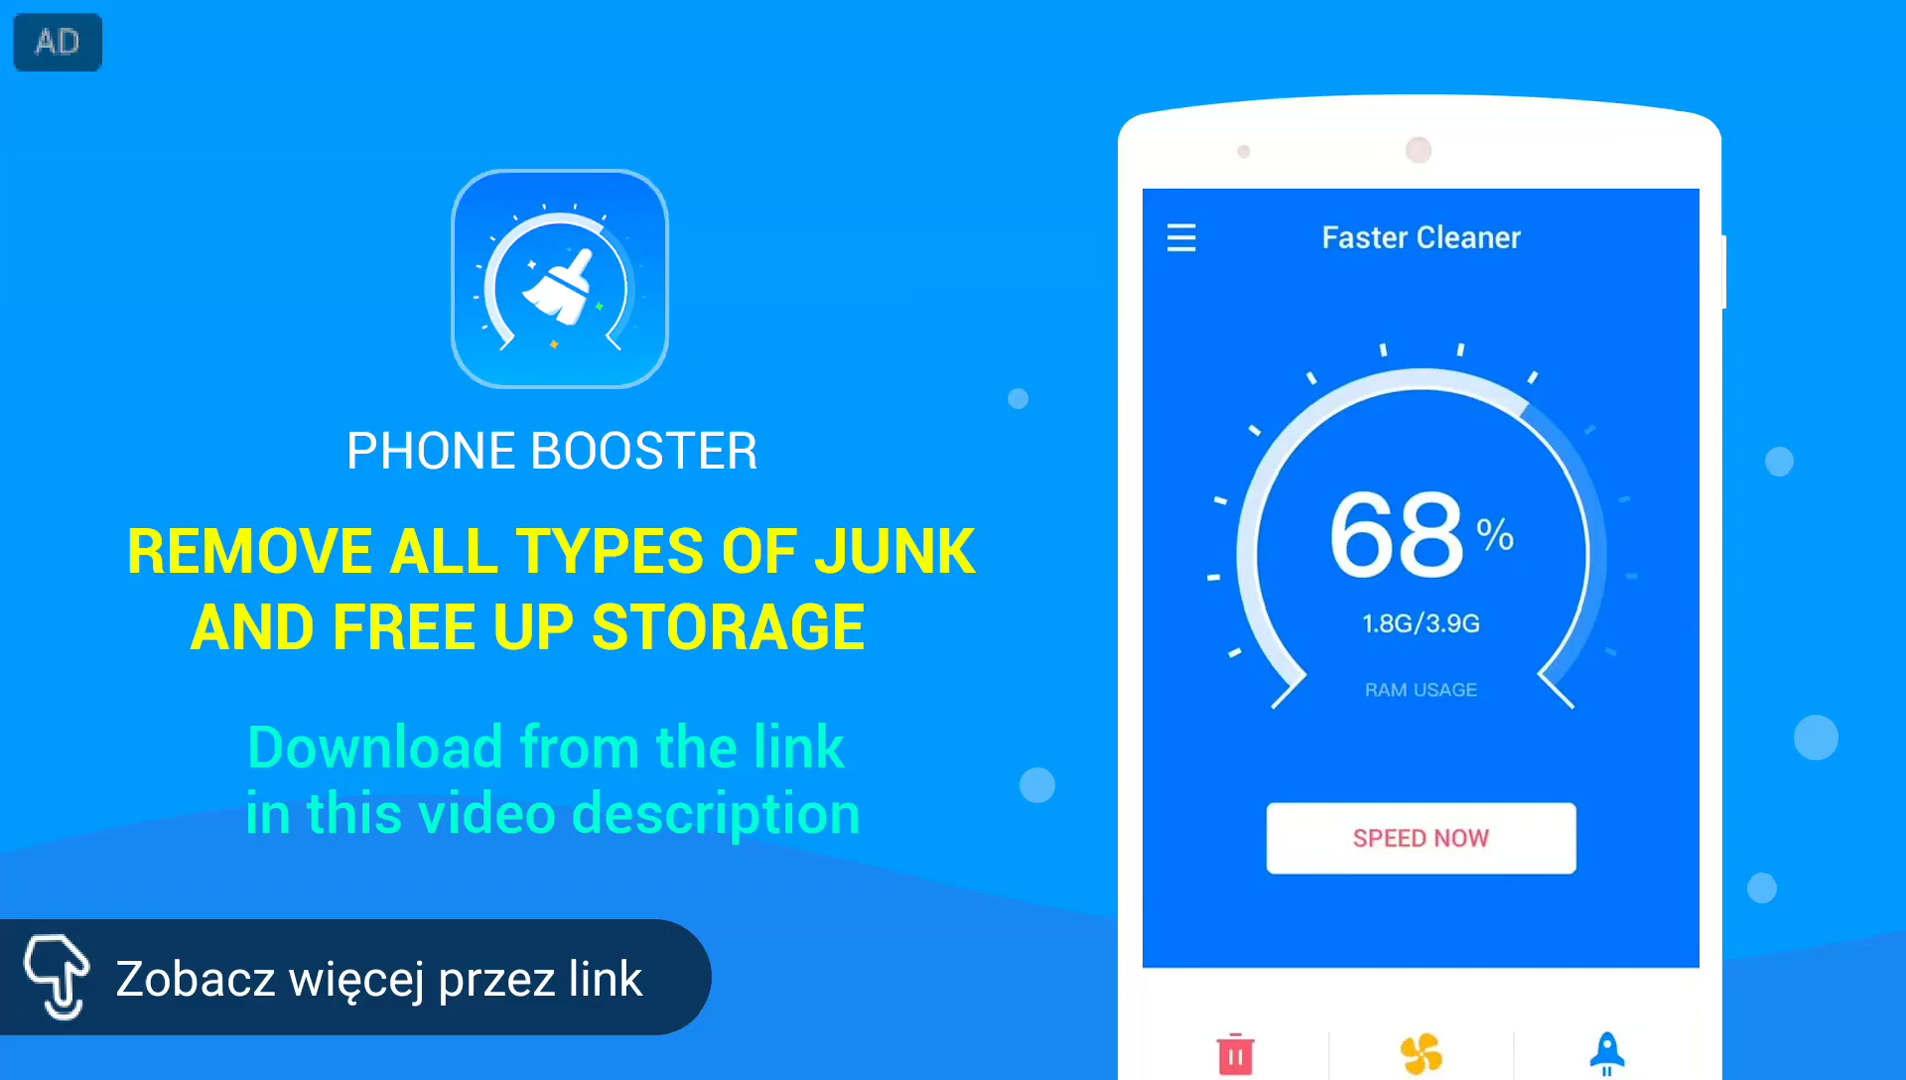 AD
PHONE BOOSTER
REMOVE ALL TYPES OF JUNK
AND FREE UP STORAGE
Download from the link
in this video description
Zobacz więcej przez link
Faster Cleaner
68 %
1.8G/3.9G
RAM USAGE
SPEED NOW